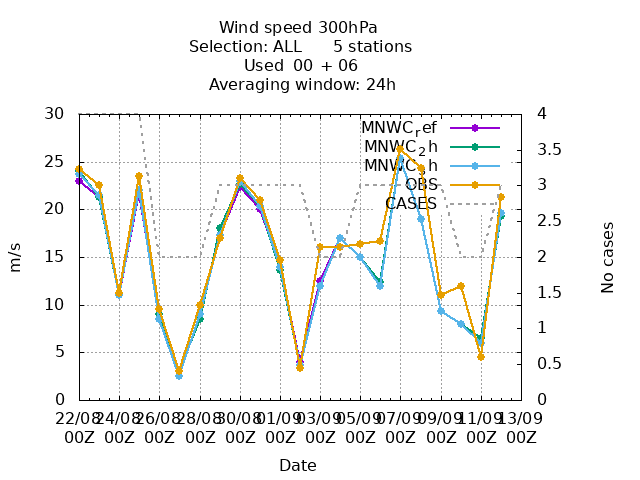 Wind speed 300hPa
Selection: ALL      5 stations
Used  00 + 06
Averaging window: 24h
m/s
No cases
30
25
20
15
10
5
0
4
3.5
3
2.5
2
1.5
1
0.5
0
MNWC_ref
MNWC_2h
OBS
CASES
22/08 24/08 26/08 28/08 30/08 01/09 03/09 05/09 07/09 09/09 11/09 13/09
00Z 00Z 00Z 00Z 00Z 00Z 00Z 00Z 00Z 00Z 00Z 00Z
Date